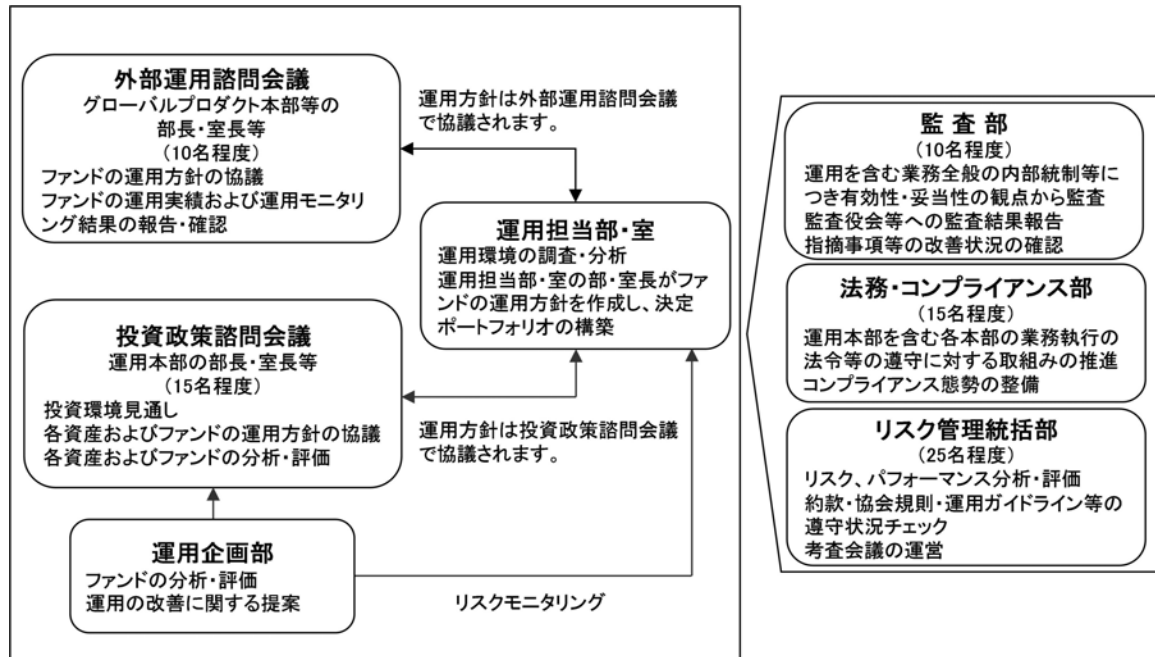 外部運用諮問会議
グローバルプロダクト本部等の
部長・室長等
(10名程度)
ファンドの運用方針の協議
ファンドの運用実績および運用モニタリ
ング結果の報告・確認
運用方針は外部運用諮問会議
で協議されます。
運用担当部・室
運用環境の調査・分析
運用担当部・室の部・室長がファ
ンドの運用方針を作成し、決定
ポートフォリオの構築
投資政策諮問会議
運用本部の部長・室長等
(15名程度)
投資環境見通し
各資産およびファンドの運用方針の協議
各資産およびファンドの分析・評価
運用方針は投資政策諮問会議
で協議されます。
運用企画部
ファンドの分析・評価
運用の改善に関する提案
リスクモニタリング
監 査 部
(10名程度)
運用を含む業務全般の内部統制等に
つき有効性・妥当性の観点から監査
監査役会等への監査結果報告
指摘事項等の改善状況の確認
法務・コンプライアンス部
(15名程度)
運用本部を含む各本部の業務執行の
法令等の遵守に対する取組みの推進
コンプライアンス態勢の整備
リスク管理統括部
(25名程度)
リスク、パフォーマンス分析・評価
約款・協会規則・運用ガイドライン等の
遵守状況チェック
考査会議の運営